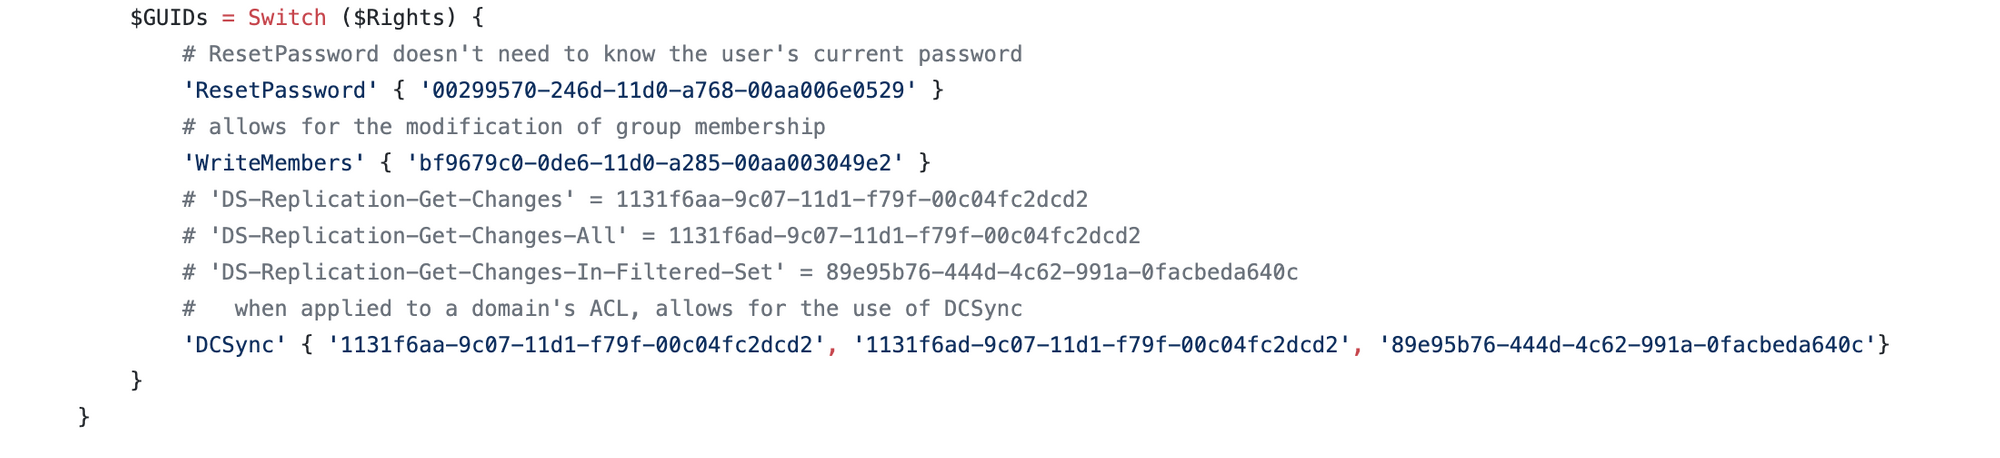 $GUIDs = Switch ($Rights) {
# ResetPassword doesn't need to know the user's current password
'ResetPassword' { '00299570-246d-11d0-a768-00aa006e0529' }
# allows for the modification of group membership
'WriteMembers' { 'bf9679c0-0de6-11d0-a285-00aa003049e2' }
# 'DS-Replication-Get-Changes' = 1131f6aa-9c07-11d1-f79f-00c04fc2dcd2
# 'DS-Replication-Get-Changes-All' = 1131f6ad-9c07-11d1-f79f-00c04fc2dcd2
# 'DS-Replication-Get-Changes-In-Filtered-Set' = 89e95b76-444d-4c62-991a-0facbeda640c
#   when applied to a domain's ACL, allows for the use of DCSync
'DCSync' { '1131f6aa-9c07-11d1-f79f-00c04fc2dcd2', '1131f6ad-9c07-11d1-f79f-00c04fc2dcd2', '89e95b76-444d-4c62-991a-0facbeda640c'}
}
}